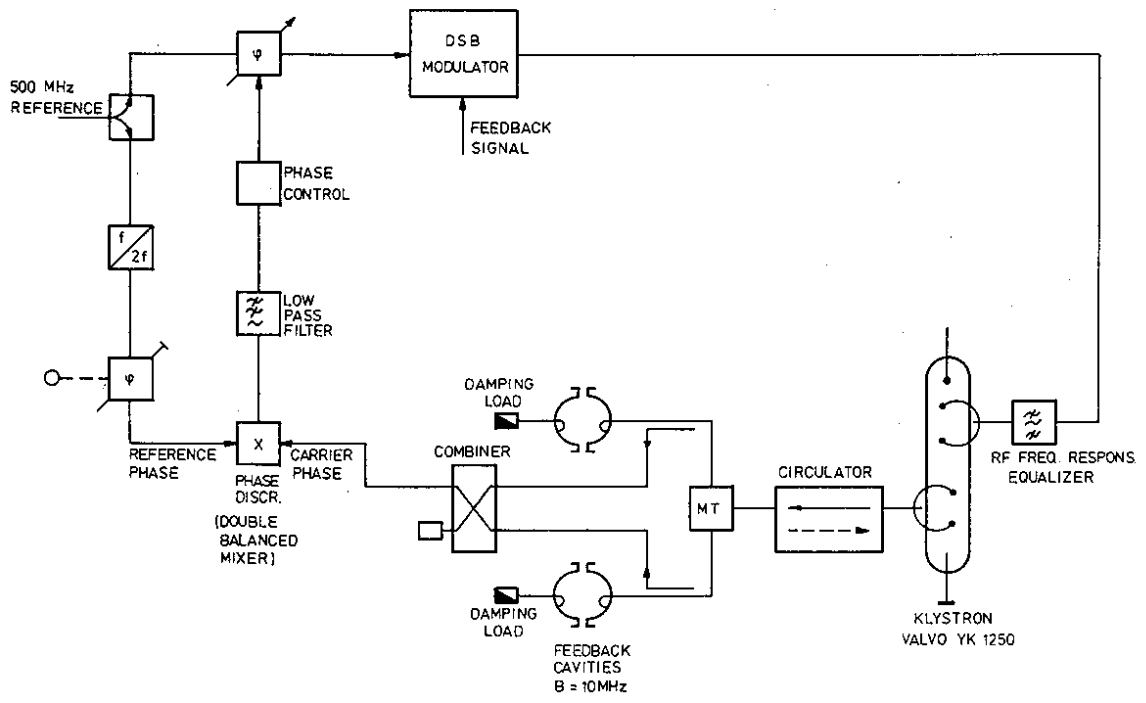 500 MHz
REFERENCE
φ
DSB
MODULATOR
FEEDBACK
SIGNAL
PHASE
CONTROL
f
2f
LOW
PASS
FILTER
φ
REFERENCE
PHASE
X
CARRIER
PHASE
PHASE
DISCR.
(DOUBLE
BALANCED
MIXER)
COMBINER
DAMPING
LOAD
DAMPING
LOAD
FEEDBACK
CAVITIES
B = 10MHz
MT
CIRCULATOR
RF FREQ. RESPONS.
EQUALIZER
KLYSTRON
VALVO YK 1250